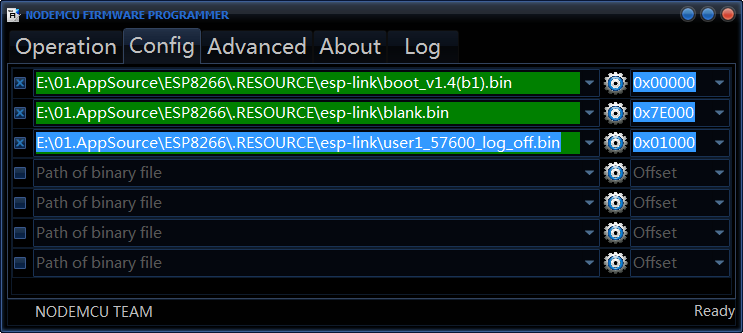 NODEMCU FIRMWARE PROGRAMMER
Operation Config Advanced About Log
E:\01.AppSource\ESP8266\.RESOURCE\esp-link\boot_v1.4(b1).bin 0x00000
E:\01.AppSource\ESP8266\.RESOURCE\esp-link\blank.bin 0x7E000
E:\01.AppSource\ESP8266\.RESOURCE\esp-link\user1_57600_log_off.bin 0x01000
Path of binary file Offset
Path of binary file Offset
Path of binary file Offset
Path of binary file Offset
NODEMCU TEAM Ready